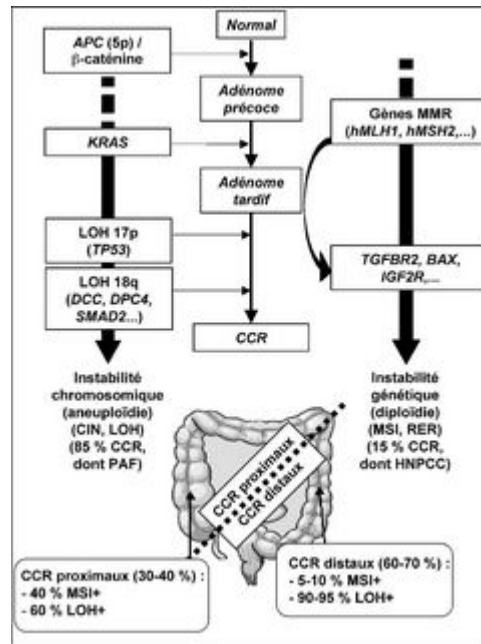 Normal
APC (5p) /
β-caténine
Adénome
précoce
Gènes MMR
(hMLH1, hMSH2,...)
KRAS
Adénome
tardif
LOH 17p
(TP53)
TGFBR2, BAX,
IGF2R,...
LOH 18q
(DCC, DPC4,
SMAD2...)
CCR
Instabilité
chromosomique
(aneuploïdie)
(CIN, LOH)
(85 % CCR,
dont PAF)
Instabilité
génétique
(diploïdie)
(MSI, RER)
(15 % CCR,
dont HNPCC)
CCR proximaux
CCR distaux
CCR proximaux (30-40 %) :
- 40 % MSI+
- 60 % LOH+
CCR distaux (60-70 %) :
- 5-10 % MSI+
- 90-95 % LOH+